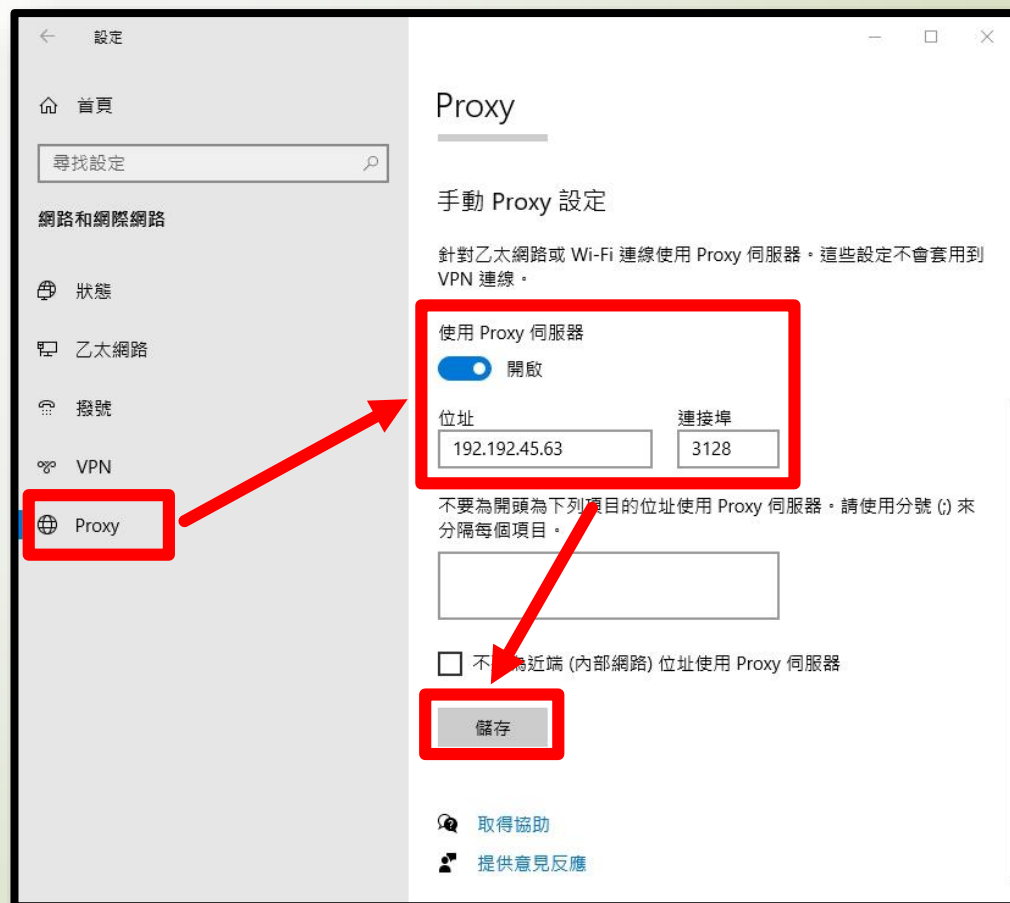 設定
首頁
尋找設定
網路和網際網路
狀態
乙太網路
撥號
VPN
Proxy
Proxy
手動 Proxy 設定
針對乙太網路或 Wi-Fi 連線使用 Proxy 伺服器。這些設定不會套用到
VPN 連線。
使用 Proxy 伺服器
開啟
位址 連接埠
192.192.45.63 3128
不要為開頭為下列項目的位址使用 Proxy 伺服器。請使用分號 (;) 來
分隔每個項目。
不 為近端 (內部網路) 位址使用 Proxy 伺服器
儲存
取得協助
提供意見反應